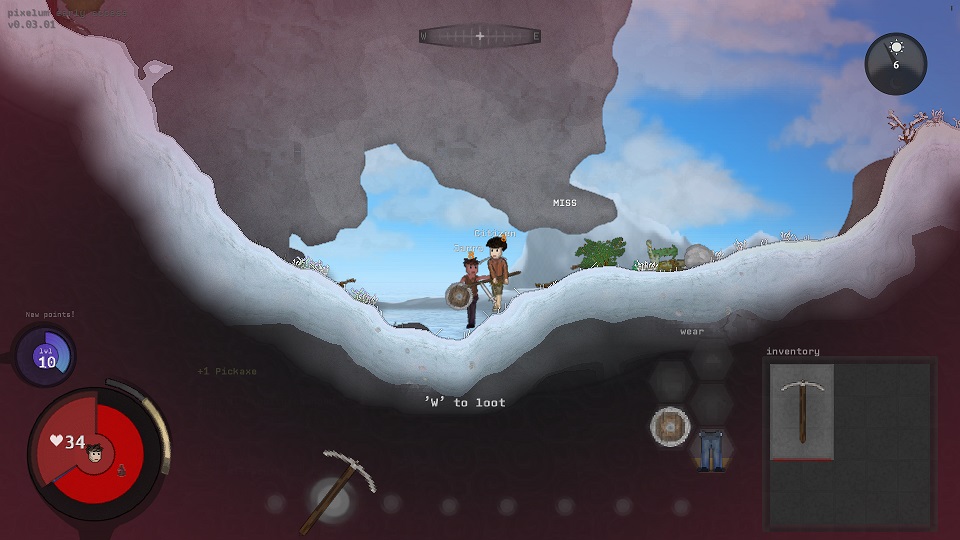 v0.03.01
W
E
6
MISS
Citizen
New points!
lvl
10
+1 Pickaxe
wear
inventory
'W' to loot
34